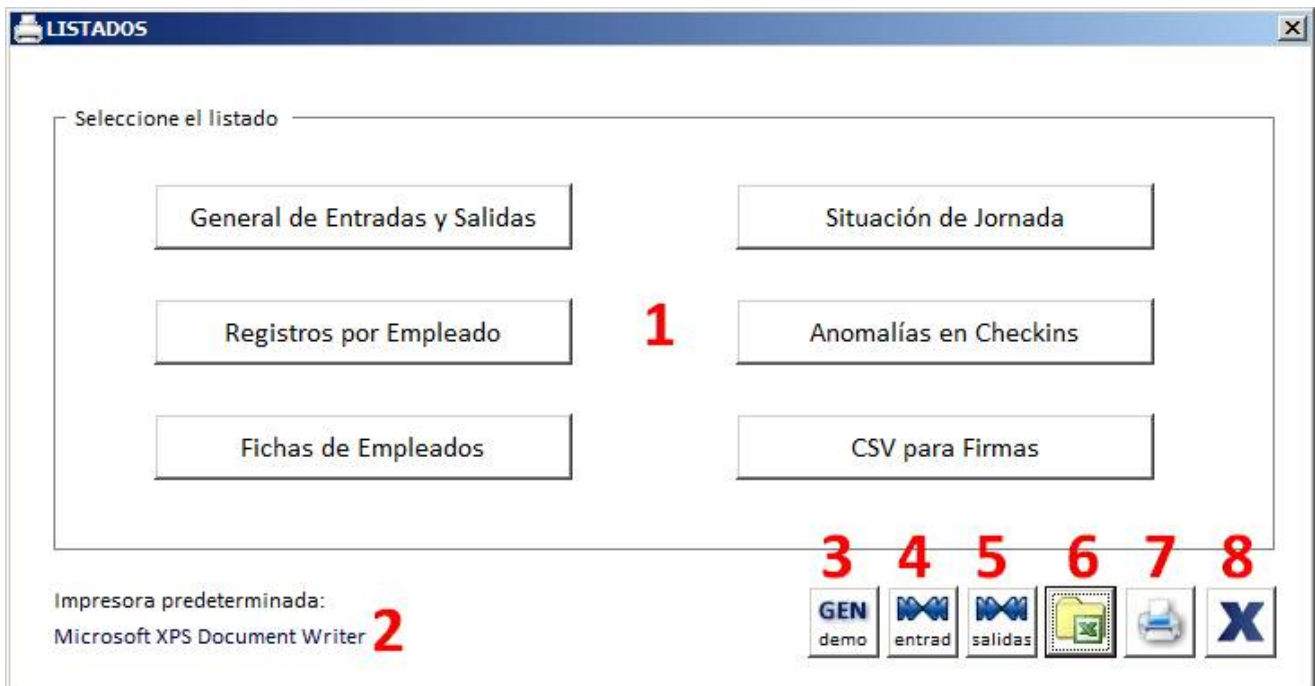 LISTADOS
Seleccione el listado
General de Entradas y Salidas
Situación de Jornada
Registros por Empleado
1
Anomalías en Checkins
Fichas de Empleados
CSV para Firmas
3 4 5 6 7 8
Impresora predeterminada:
Microsoft XPS Document Writer 2
GEN
demo
entrad
salidas
X